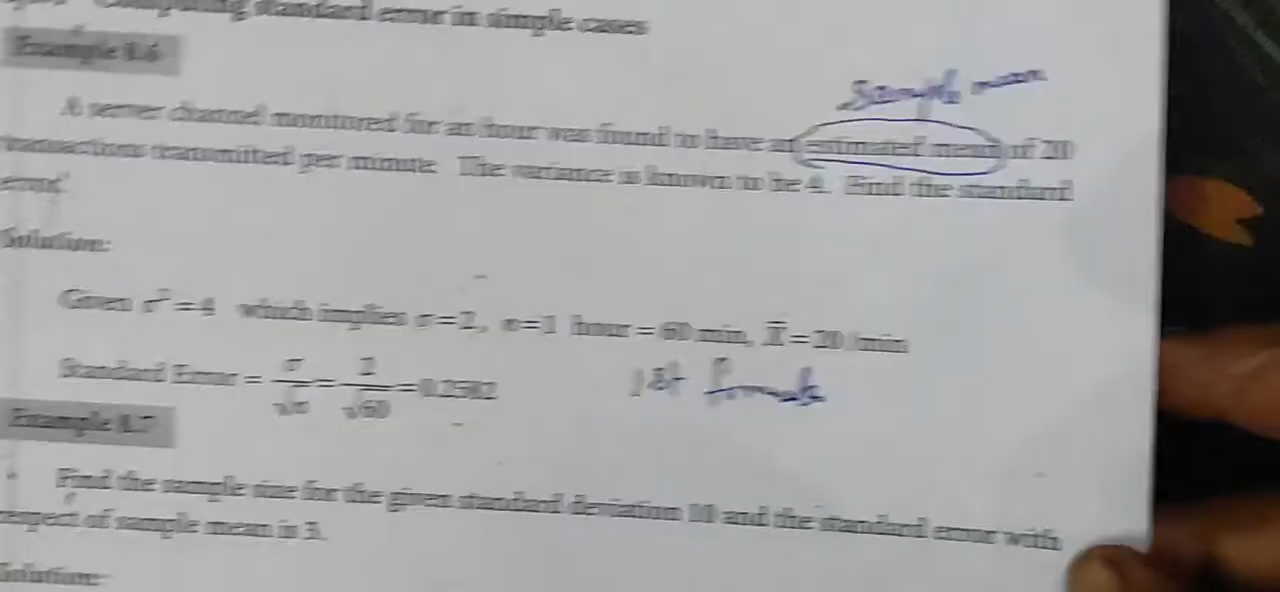 Computing standard error in simple cases
Example 8.6
Sample mean
A server channel monitored for an hour was found to have an estimated mean of 20
transactions transmitted per minute. The variance is known to be 4. Find the standard
error.
Solution:
Given σ² = 4 which implies σ = 2, n = 1 hour = 60 min, X̄ = 20 /min
Standard Error = σ/√n = 2/√60 = 0.2582
1st formula
Example 8.7
Find the sample size for the given standard deviation 10 and the standard error with
respect of sample mean is 3.
Solution: